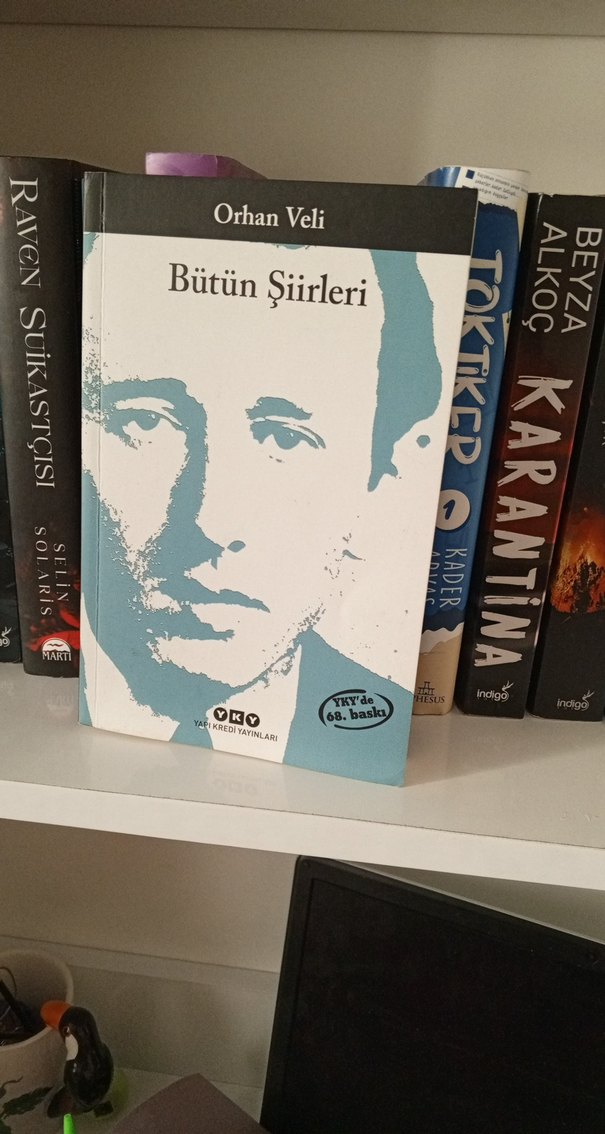 Orhan Veli
Bütün Şiirleri
YKY'de
68. baskı
YKY
YAPI KREDİ YAYINLARI
RAVEN SUİKASTÇISI
SELİN
SOLARİS
MARTI
TOKTİKER
1
KADER
BEYZA
ALKOÇ
KARANTİNA
indigo
indigo